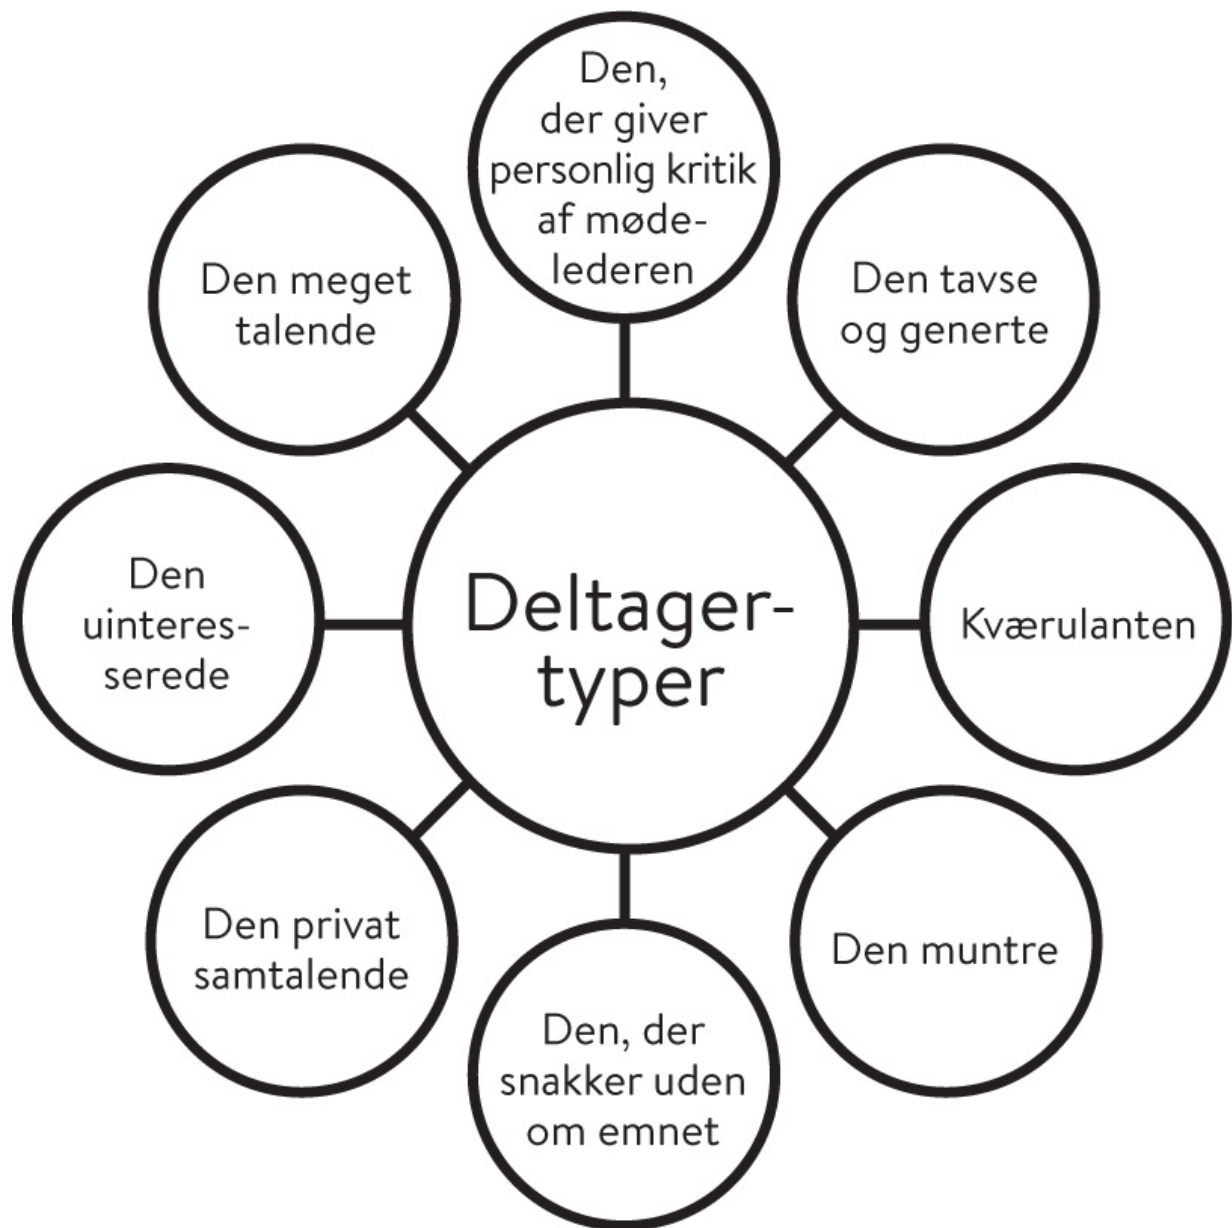 Den,
der giver
personlig kritik
af møde-
lederen
Den tavse
og generte
Kværulanten
Den muntre
Den, der
snakker uden
om emnet
Den privat
samtalende
Den
uinteres-
serede
Den meget
talende
Deltager-
typer